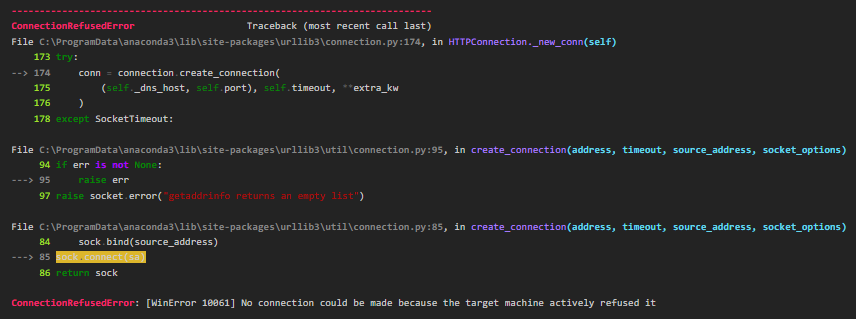 ---------------------------------------------------------------------------
ConnectionRefusedError                    Traceback (most recent call last)
File C:\ProgramData\anaconda3\lib\site-packages\urllib3\connection.py:174, in HTTPConnection._new_conn(self)
    173 try:
--> 174     conn = connection.create_connection(
    175         (self._dns_host, self.port), self.timeout, **extra_kw
    176     )
    178 except SocketTimeout:
File C:\ProgramData\anaconda3\lib\site-packages\urllib3\util\connection.py:95, in create_connection(address, timeout, source_address, socket_options)
     94 if err is not None:
---> 95     raise err
     97 raise socket.error("getaddrinfo returns an empty list")
File C:\ProgramData\anaconda3\lib\site-packages\urllib3\util\connection.py:85, in create_connection(address, timeout, source_address, socket_options)
     84     sock.bind(source_address)
---> 85 sock.connect(sa)
     86 return sock
ConnectionRefusedError: [WinError 10061] No connection could be made because the target machine actively refused it